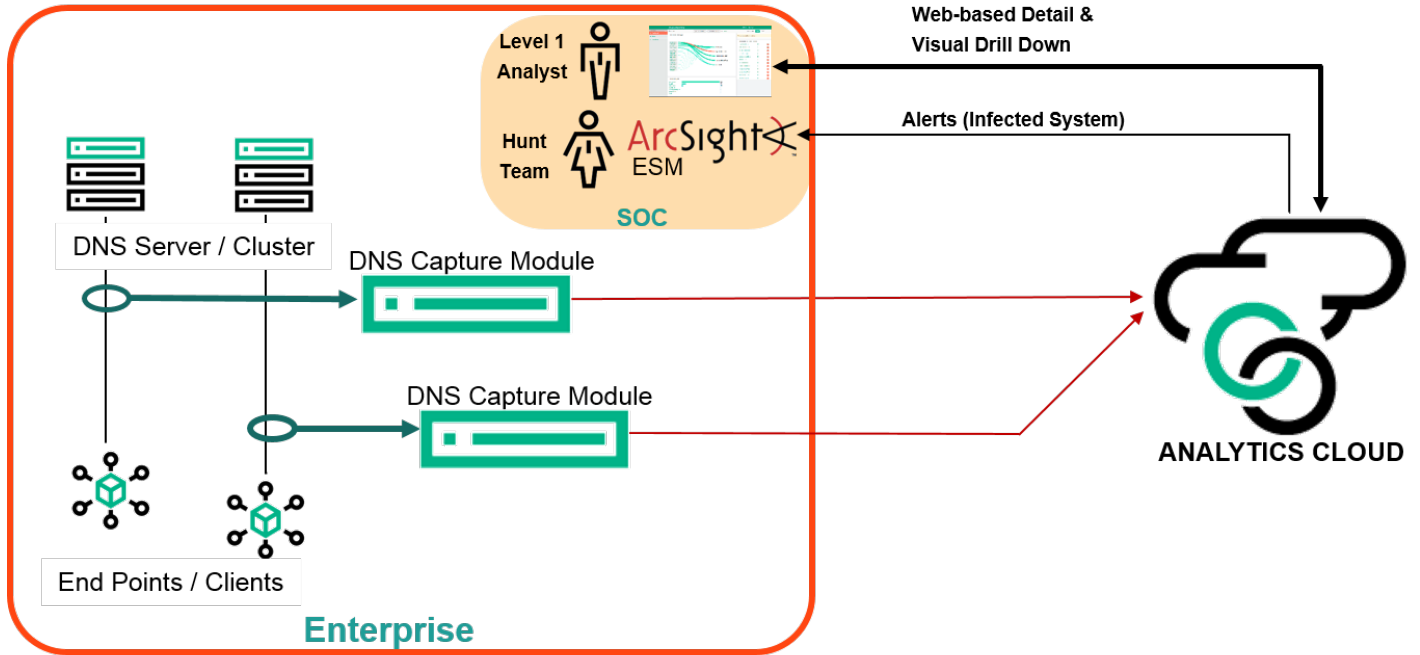 Web-based Detail &
Visual Drill Down
Level 1
Analyst
Alerts (Infected System)
Hunt
Team
ArcSight
™
ESM
SOC
DNS Server / Cluster
DNS Capture Module
DNS Capture Module
ANALYTICS CLOUD
End Points / Clients
Enterprise